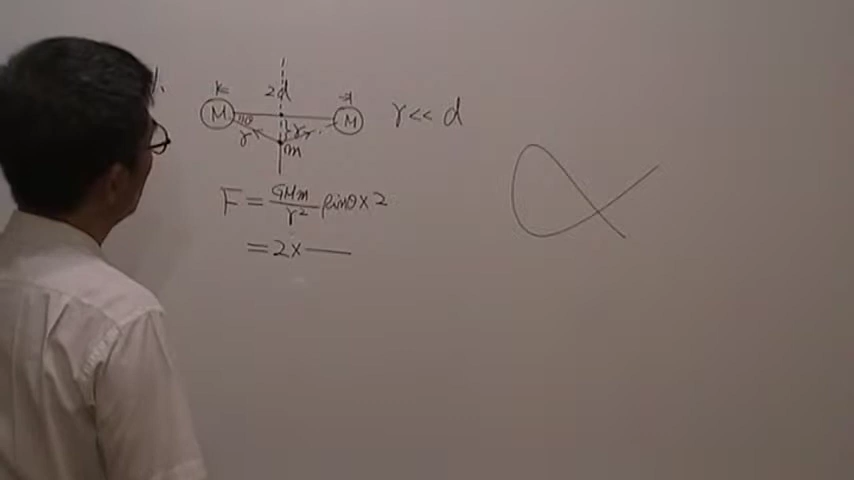 2d
M M r << d
θ
r r
m
F = GMm/r² sinθ × 2
= 2 ×